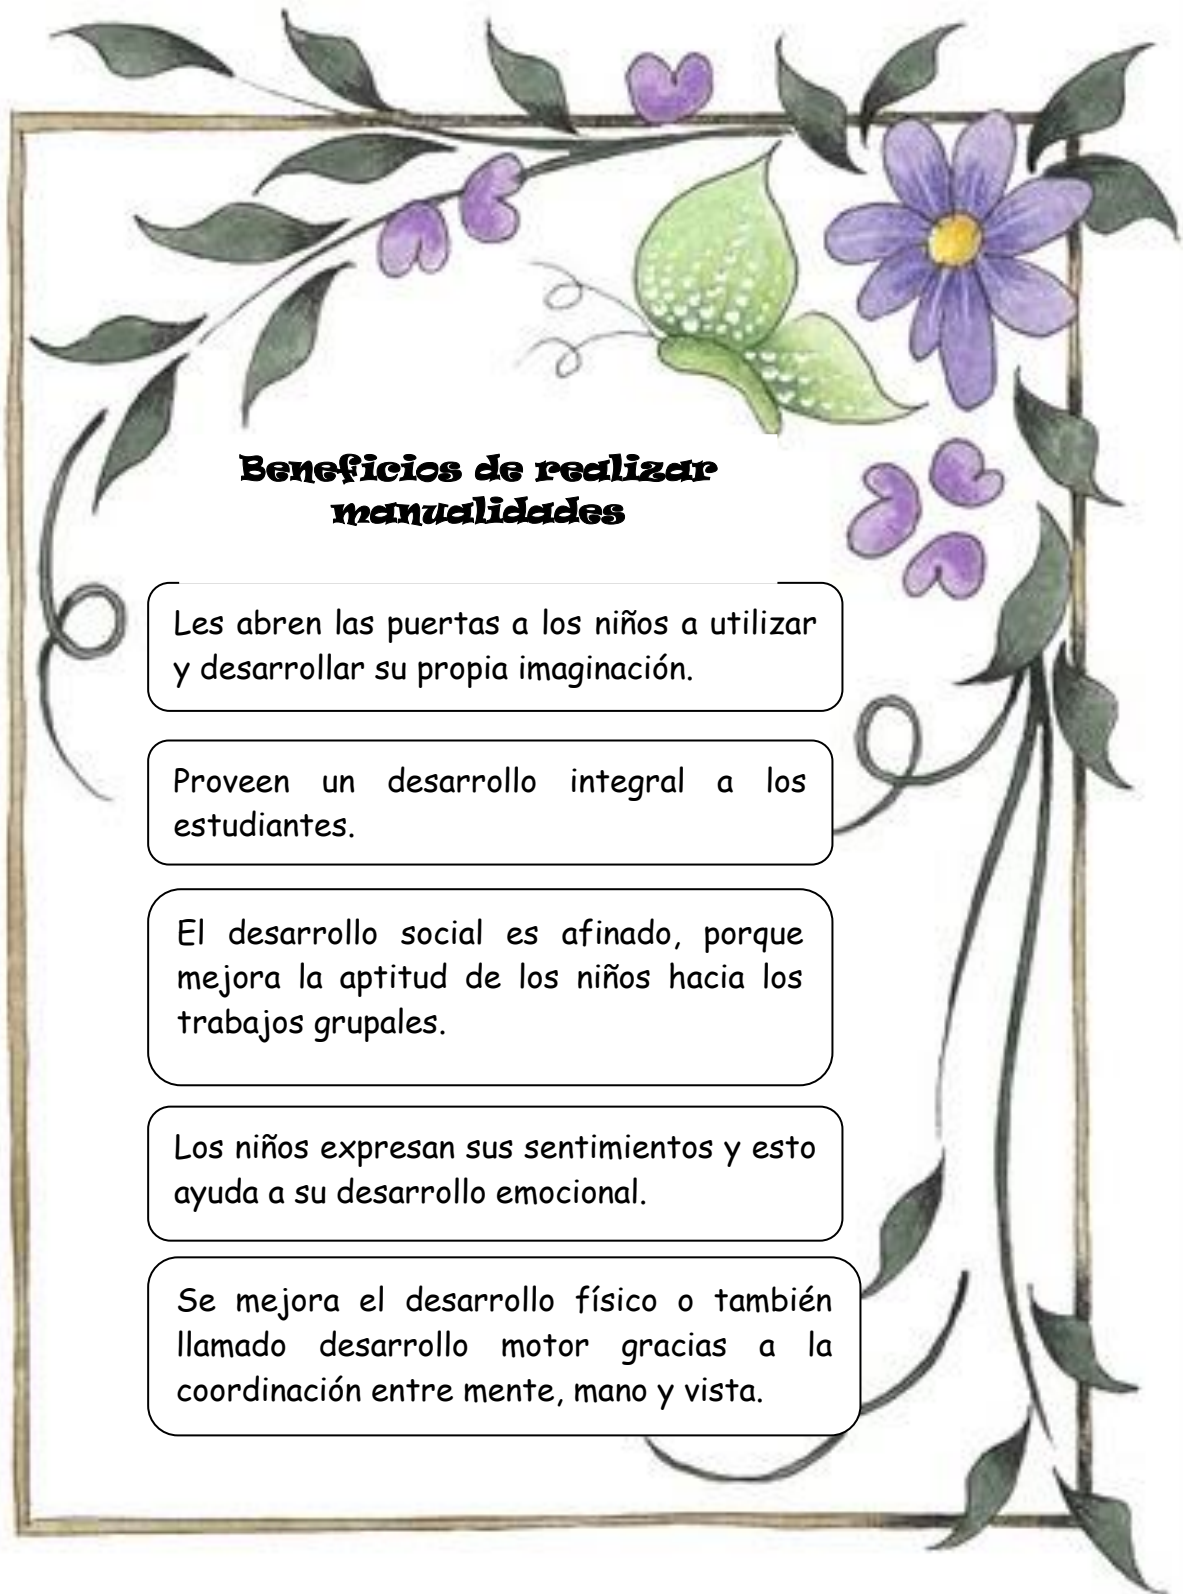 Beneficios de realizar
manualidades
Les abren las puertas a los niños a utilizar
y desarrollar su propia imaginación.
Proveen un desarrollo integral a los
estudiantes.
El desarrollo social es afinado, porque
mejora la aptitud de los niños hacia los
trabajos grupales.
Los niños expresan sus sentimientos y esto
ayuda a su desarrollo emocional.
Se mejora el desarrollo físico o también
llamado desarrollo motor gracias a la
coordinación entre mente, mano y vista.